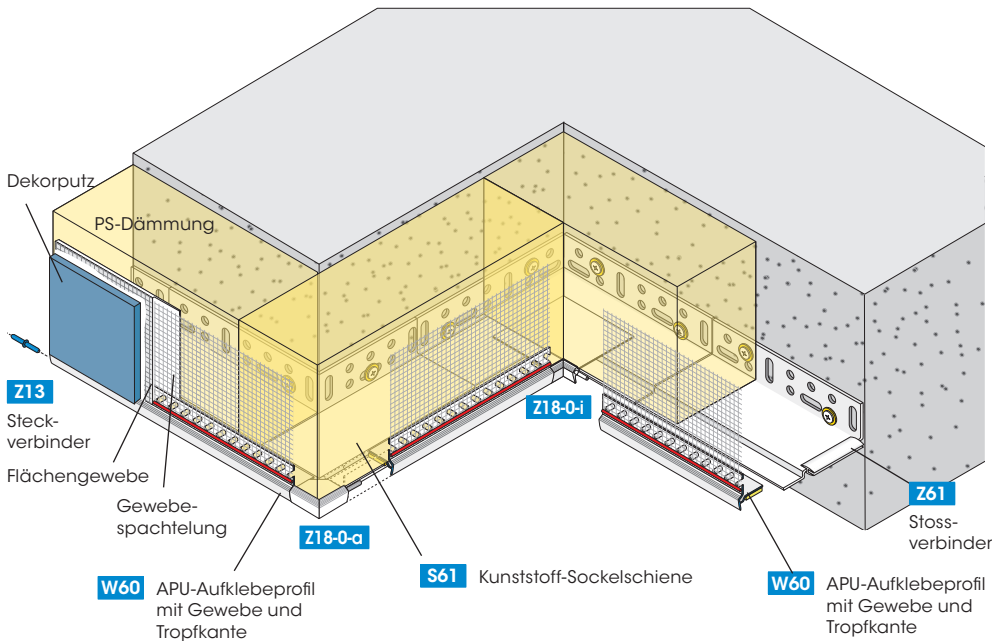 Dekorputz
PS-Dämmung
Z13
Steck-
verbinder
Flächengewebe
Gewebe-
spachtelung
Z18-0-a
Z18-0-i
W60 APU-Aufklebeprofil
mit Gewebe und
Tropfkante
S61 Kunststoff-Sockelschiene
Z61
Stoss-
verbinder
W60 APU-Aufklebeprofil
mit Gewebe und
Tropfkante